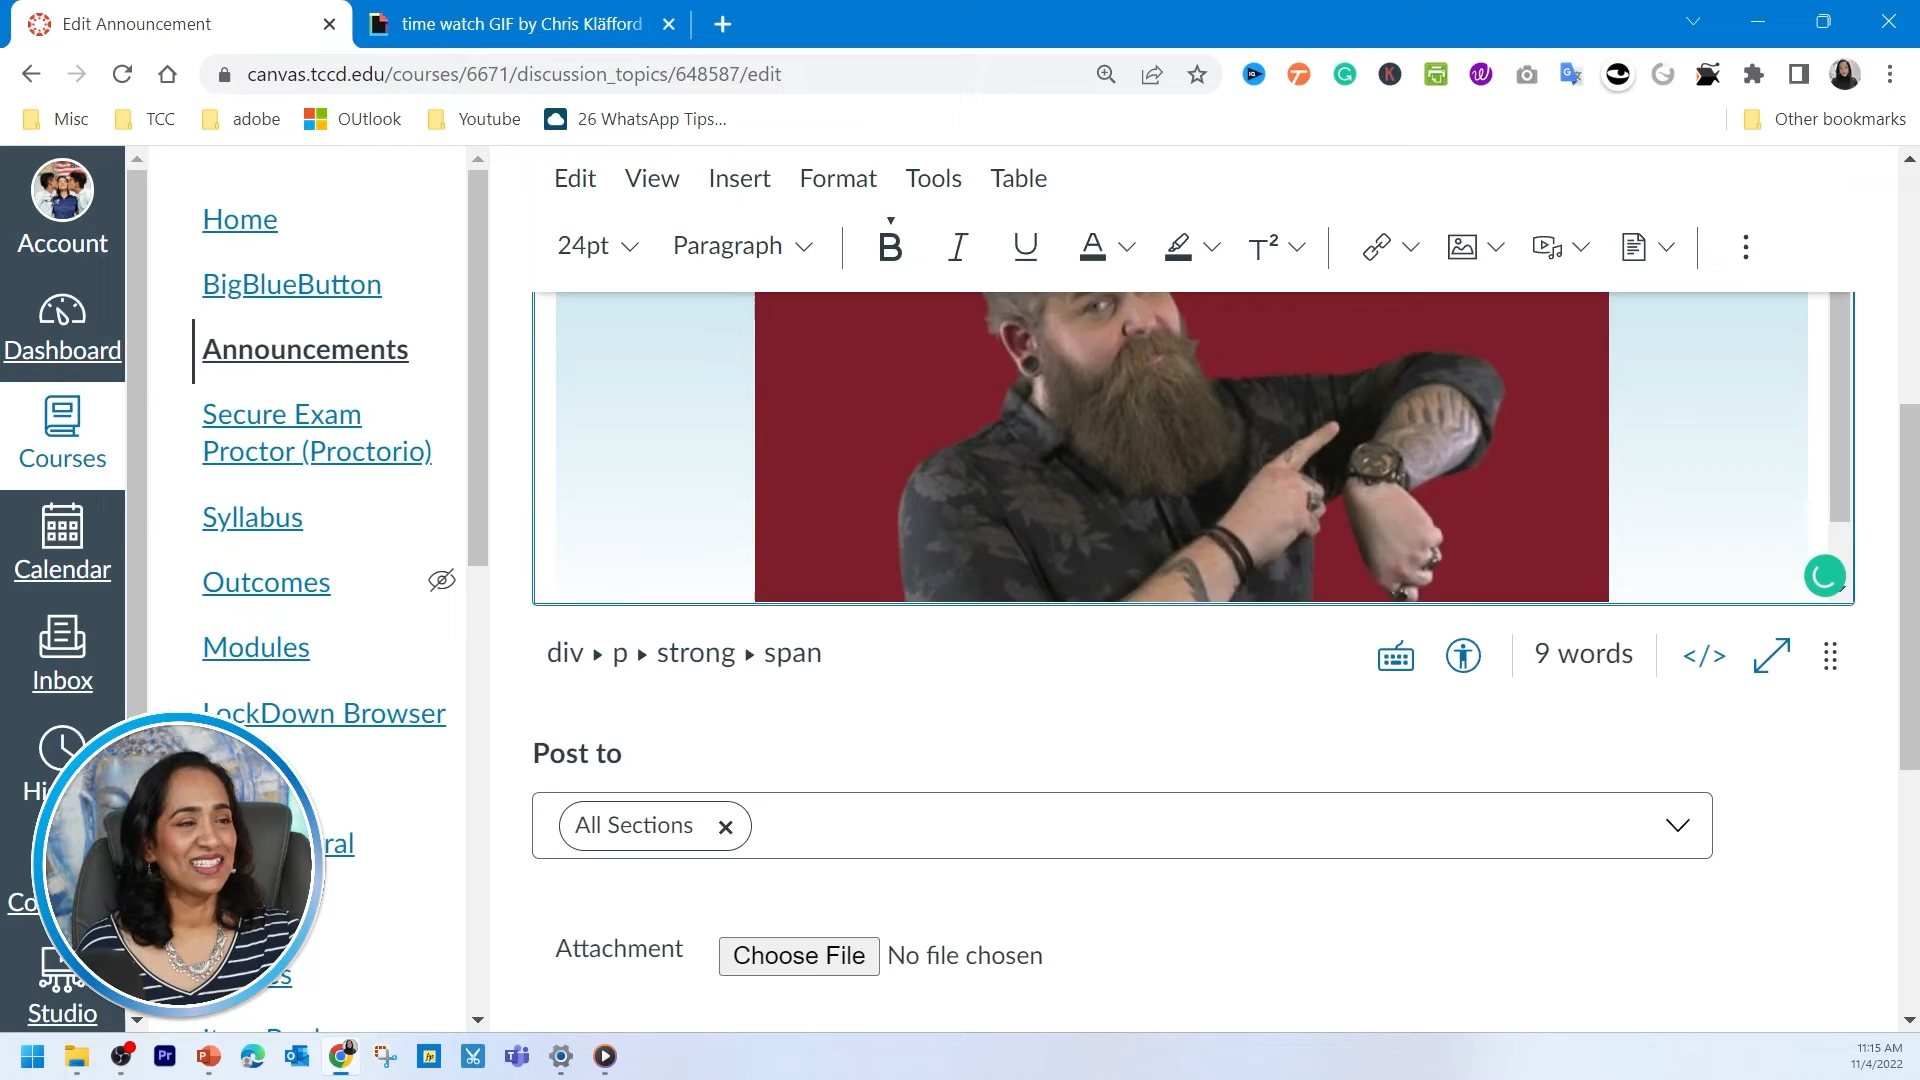 Edit Announcement
time watch GIF by Chris Kläfford
canvas.tccd.edu/courses/6671/discussion_topics/648587/edit
Misc
TCC
adobe
OUtlook
Youtube
26 WhatsApp Tips...
Other bookmarks
Account
Dashboard
Courses
Calendar
Inbox
Studio
Home
BigBlueButton
Announcements
Secure Exam
Proctor (Proctorio)
Syllabus
Outcomes
Modules
LockDown Browser
Edit View Insert Format Tools Table
24pt
Paragraph
B I U A T²
div ▸ p ▸ strong ▸ span
9 words
</>
Post to
All Sections
Attachment
Choose File
No file chosen
11:15 AM
11/4/2022